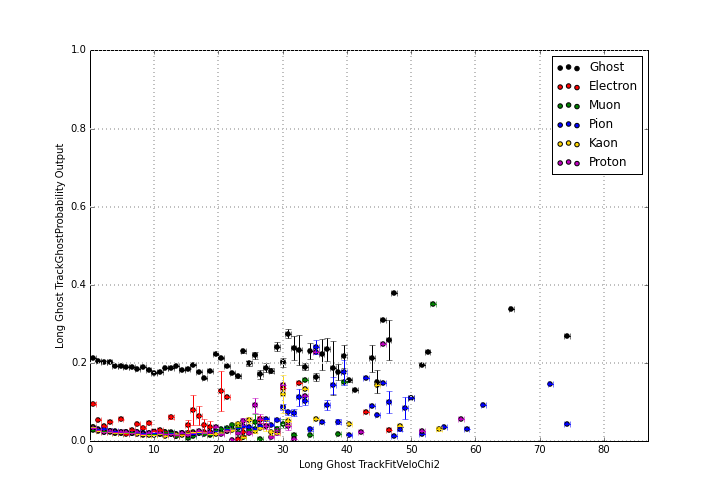 1.0
0.8
0.6
0.4
0.2
0.0
Long Ghost TrackGhostProbability Output
0 10 20 30 40 50 60 70 80
Long Ghost TrackFitVeloChi2
Ghost
Electron
Muon
Pion
Kaon
Proton